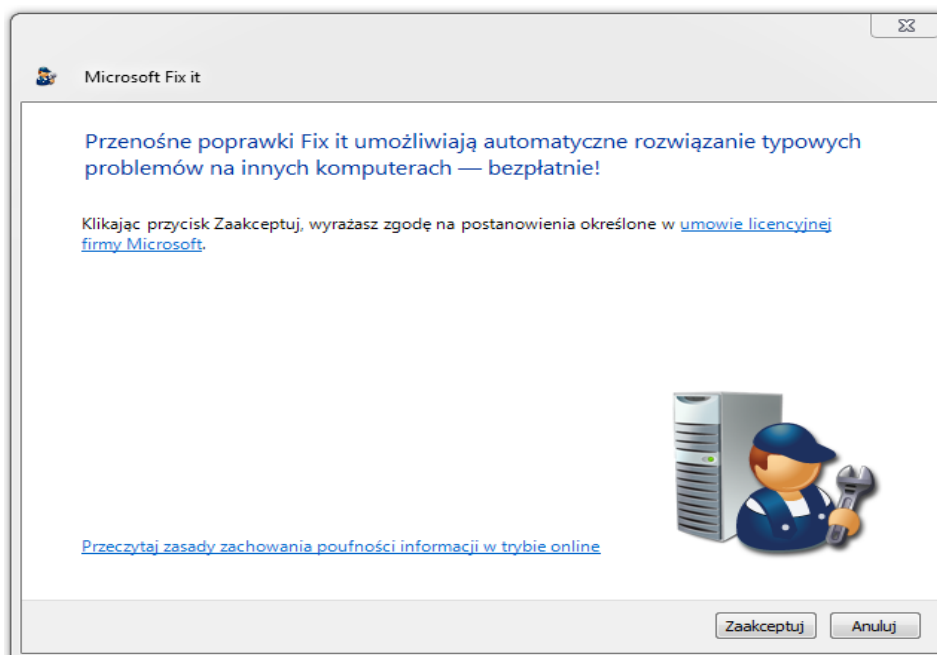 Microsoft Fix it
Przenośne poprawki Fix it umożliwiają automatyczne rozwiązanie typowych
problemów na innych komputerach — bezpłatnie!
Klikając przycisk Zaakceptuj, wyrażasz zgodę na postanowienia określone w umowie licencyjnej
firmy Microsoft.
Przeczytaj zasady zachowania poufności informacji w trybie online
Zaakceptuj Anuluj